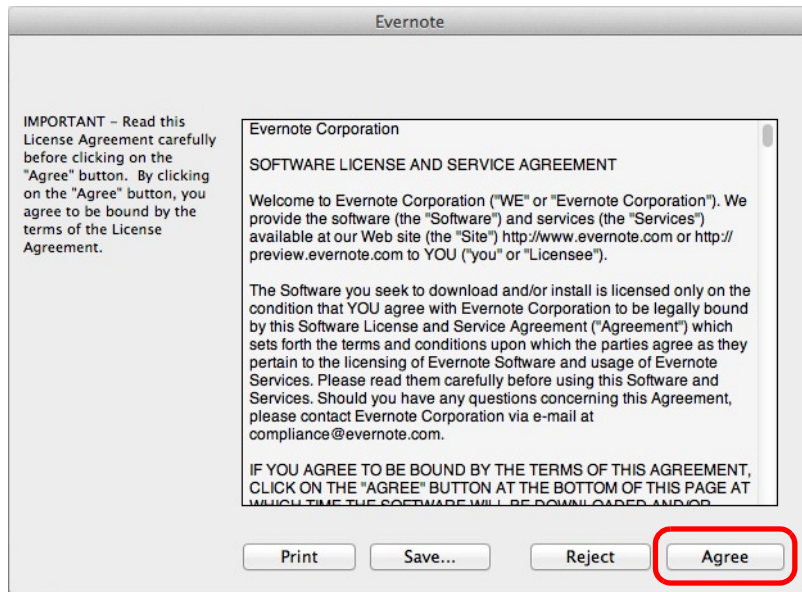 Evernote
IMPORTANT – Read this
License Agreement carefully
before clicking on the
"Agree" button.  By clicking
on the "Agree" button, you
agree to be bound by the
terms of the License
Agreement.
Evernote Corporation
SOFTWARE LICENSE AND SERVICE AGREEMENT
Welcome to Evernote Corporation ("WE" or "Evernote Corporation"). We
provide the software (the "Software") and services (the "Services")
available at our Web site (the "Site") http://www.evernote.com or http://
preview.evernote.com to YOU ("you" or "Licensee").
The Software you seek to download and/or install is licensed only on the
condition that YOU agree with Evernote Corporation to be legally bound
by this Software License and Service Agreement ("Agreement") which
sets forth the terms and conditions upon which the parties agree as they
pertain to the licensing of Evernote Software and usage of Evernote
Services. Please read them carefully before using this Software and
Services. Should you have any questions concerning this Agreement,
please contact Evernote Corporation via e-mail at
compliance@evernote.com.
IF YOU AGREE TO BE BOUND BY THE TERMS OF THIS AGREEMENT,
CLICK ON THE "AGREE" BUTTON AT THE BOTTOM OF THIS PAGE AT
WHICH TIME THE SOFTWARE WILL BE DOWNLOADED AND/OR
Print
Save...
Reject
Agree